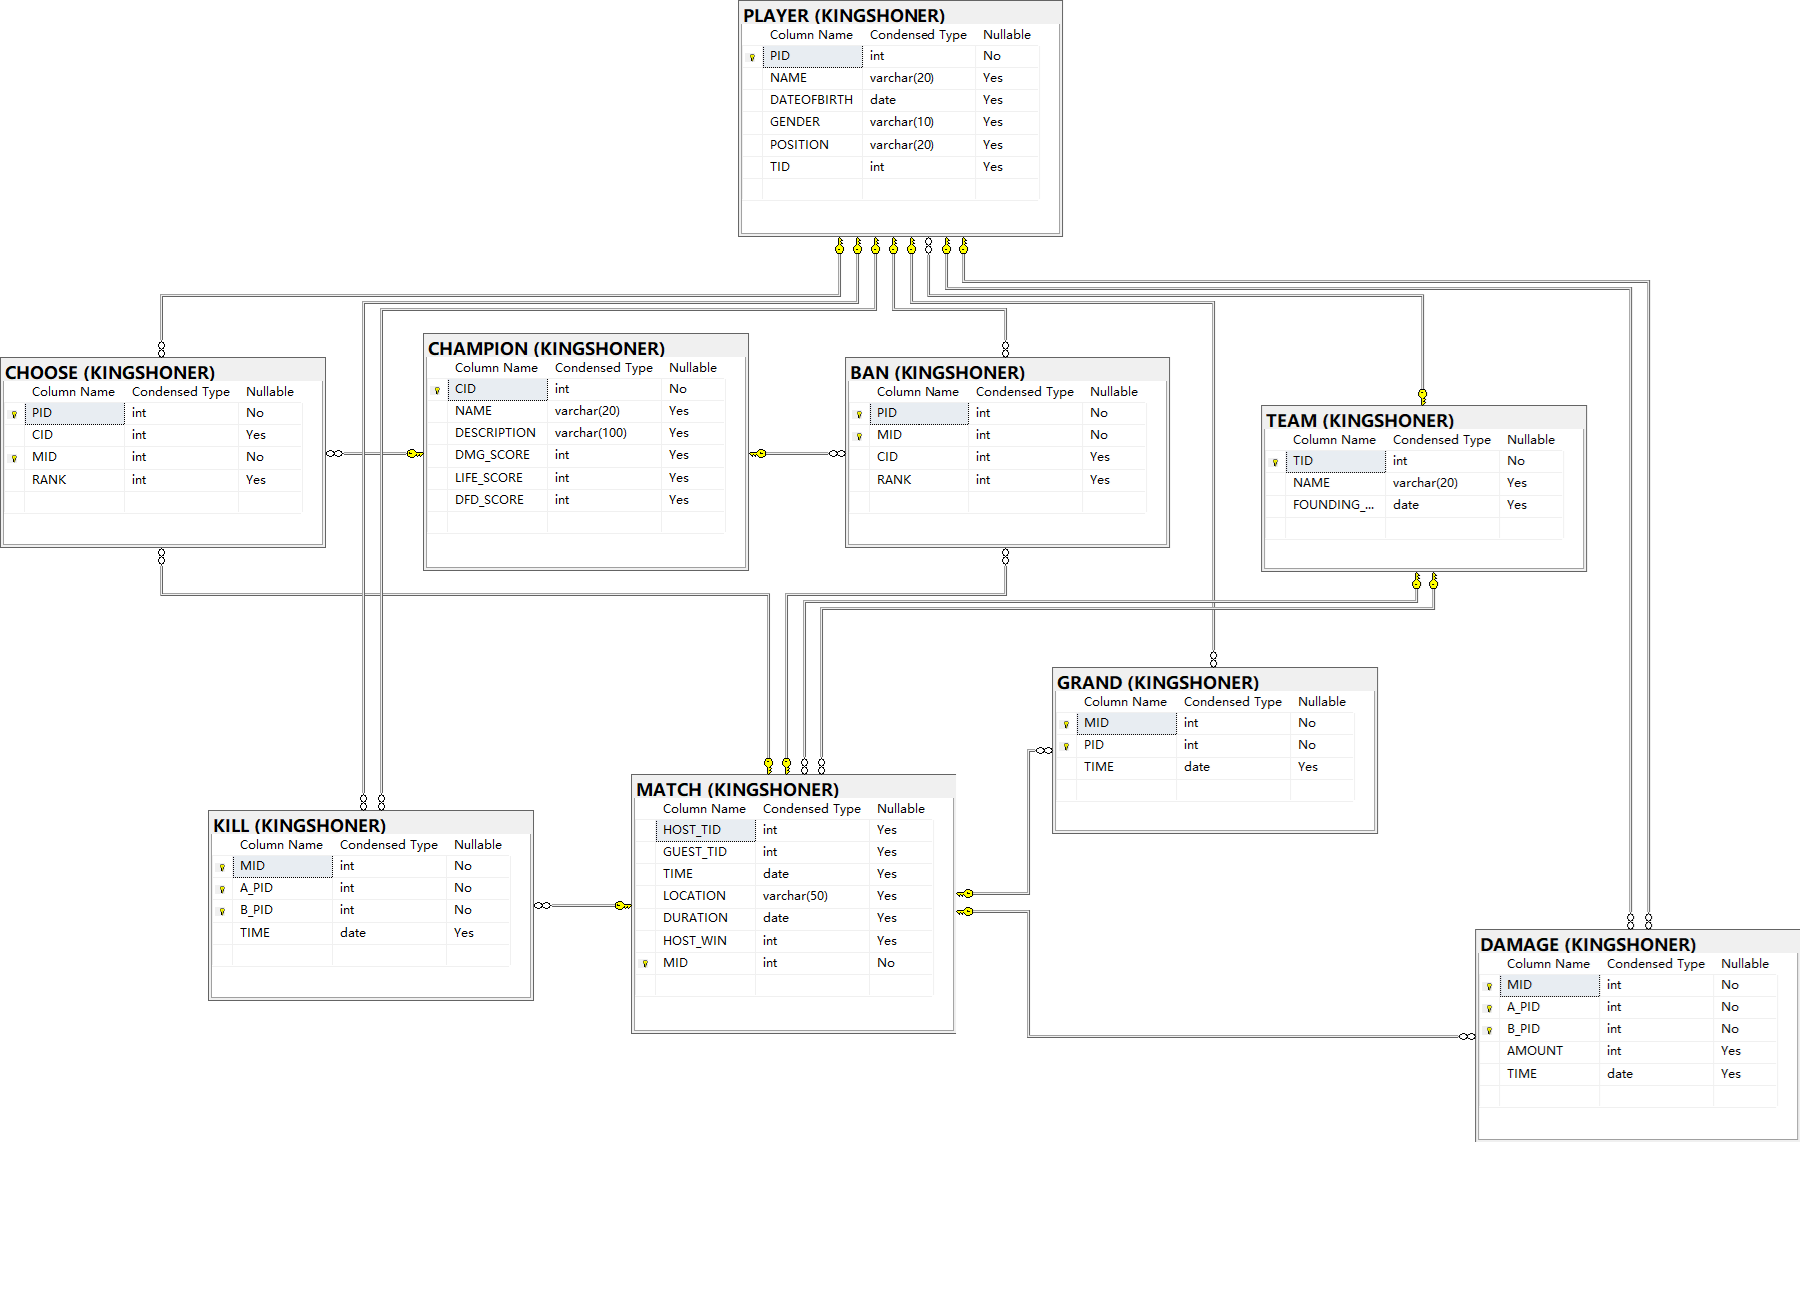 PLAYER (KINGSHONER)
Column Name Condensed Type Nullable
PID int No
NAME varchar(20) Yes
DATEOFBIRTH date Yes
GENDER varchar(10) Yes
POSITION varchar(20) Yes
TID int Yes
CHOOSE (KINGSHONER)
Column Name Condensed Type Nullable
PID int No
CID int Yes
MID int No
RANK int Yes
CHAMPION (KINGSHONER)
Column Name Condensed Type Nullable
CID int No
NAME varchar(20) Yes
DESCRIPTION varchar(100) Yes
DMG_SCORE int Yes
LIFE_SCORE int Yes
DFD_SCORE int Yes
BAN (KINGSHONER)
Column Name Condensed Type Nullable
PID int No
MID int No
CID int Yes
RANK int Yes
TEAM (KINGSHONER)
Column Name Condensed Type Nullable
TID int No
NAME varchar(20) Yes
FOUNDING_... date Yes
GRAND (KINGSHONER)
Column Name Condensed Type Nullable
MID int No
PID int No
TIME date Yes
KILL (KINGSHONER)
Column Name Condensed Type Nullable
MID int No
A_PID int No
B_PID int No
TIME date Yes
MATCH (KINGSHONER)
Column Name Condensed Type Nullable
HOST_TID int Yes
GUEST_TID int Yes
TIME date Yes
LOCATION varchar(50) Yes
DURATION date Yes
HOST_WIN int Yes
MID int No
DAMAGE (KINGSHONER)
Column Name Condensed Type Nullable
MID int No
A_PID int No
B_PID int No
AMOUNT int Yes
TIME date Yes